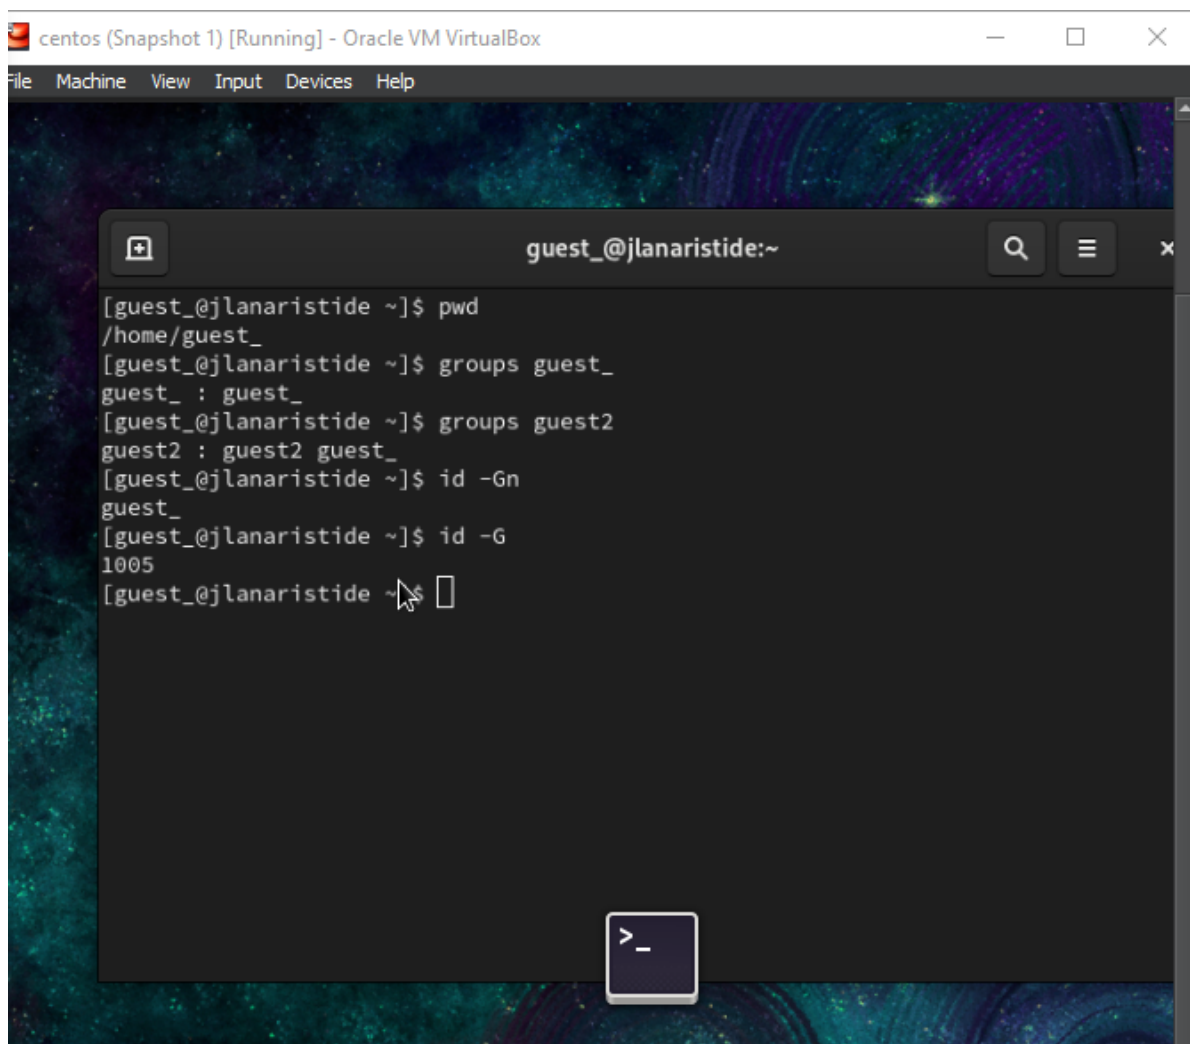 centos (Snapshot 1) [Running] - Oracle VM VirtualBox
File Machine View Input Devices Help
guest_@jlanaristide:~
[guest_@jlanaristide ~]$ pwd
/home/guest_
[guest_@jlanaristide ~]$ groups guest_
guest_ : guest_
[guest_@jlanaristide ~]$ groups guest2
guest2 : guest2 guest_
[guest_@jlanaristide ~]$ id -Gn
guest_
[guest_@jlanaristide ~]$ id -G
1005
[guest_@jlanaristide ~]$
>_